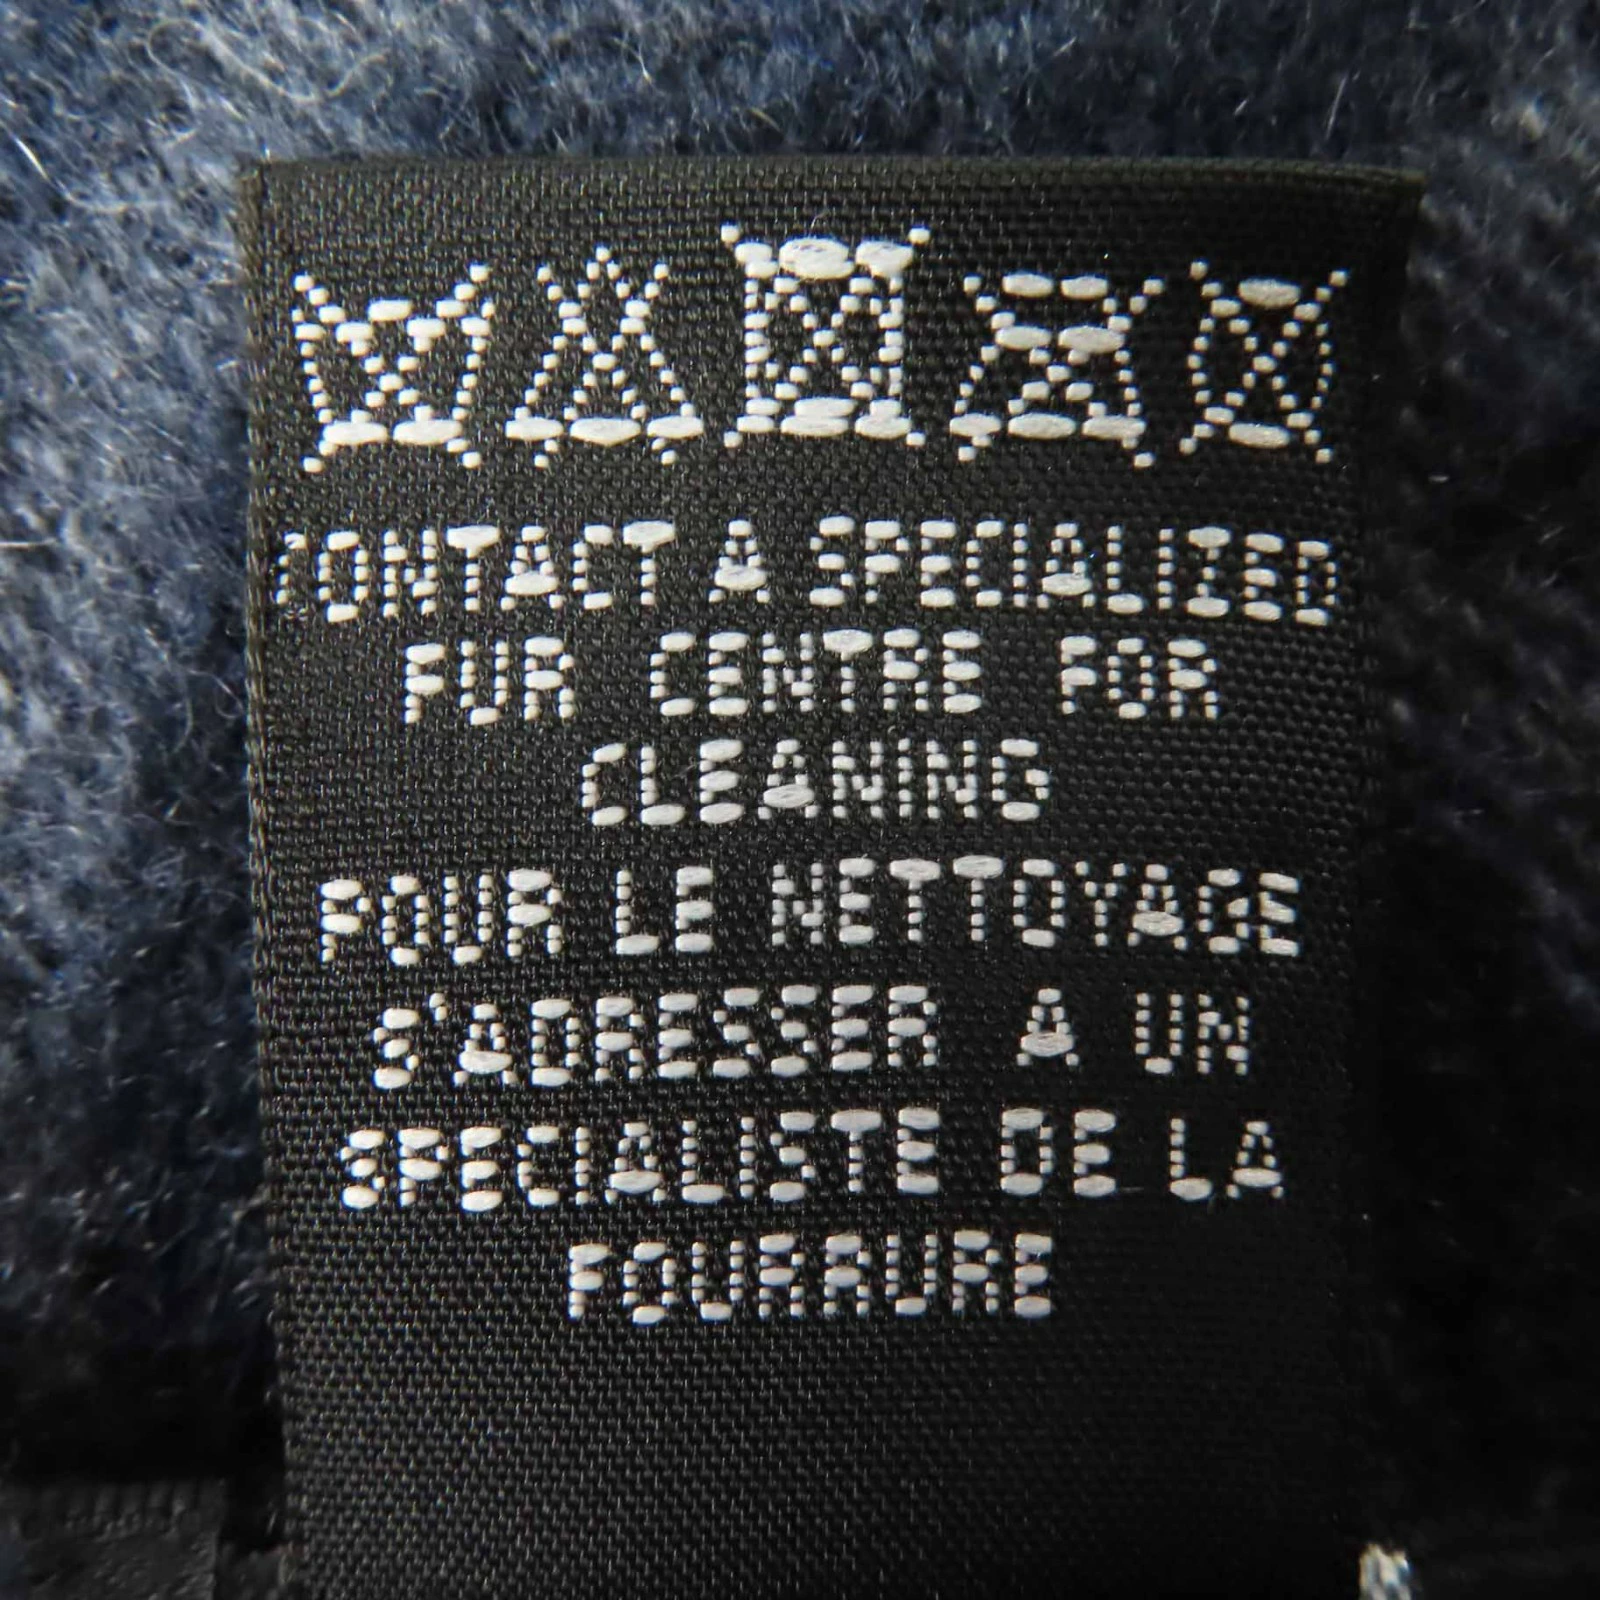 CONTACT A SPECIALIZED
FUR CENTRE FOR
CLEANING
POUR LE NETTOYAGE
S'ADRESSER A UN
SPECIALISTE DE LA
FOURRURE